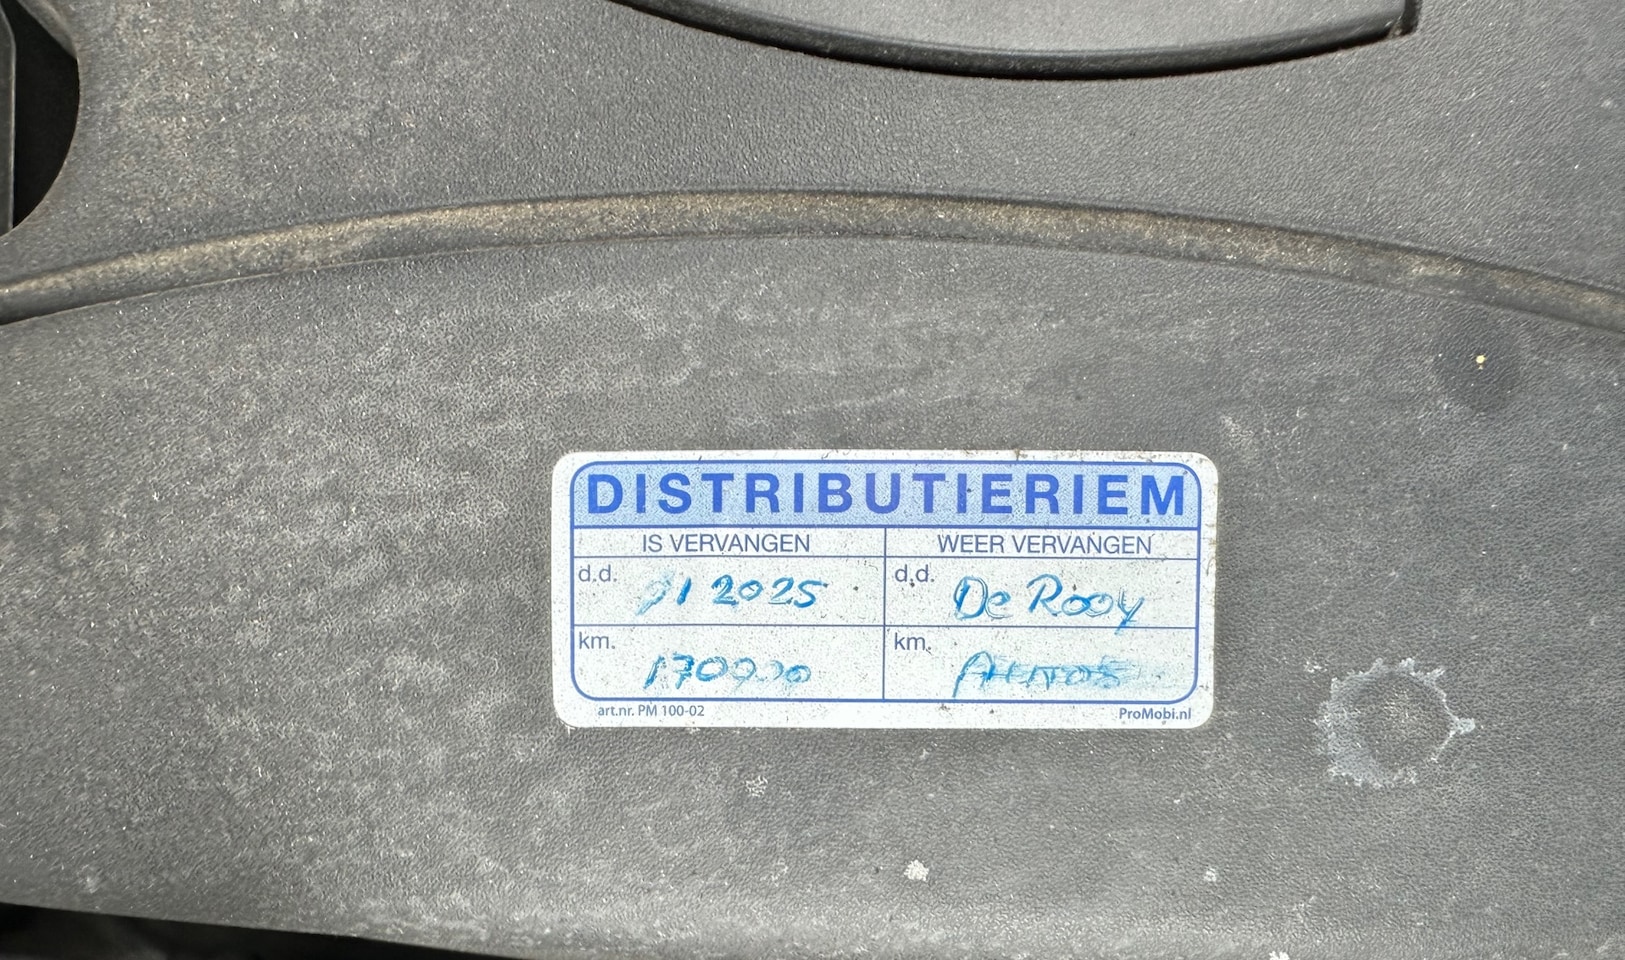 DISTRIBUTIERIEM
IS VERVANGEN WEER VERVANGEN
d.d. 2025 d.d. De Rooy
km. km.
art.nr. PM 100-02 ProMobi.nl